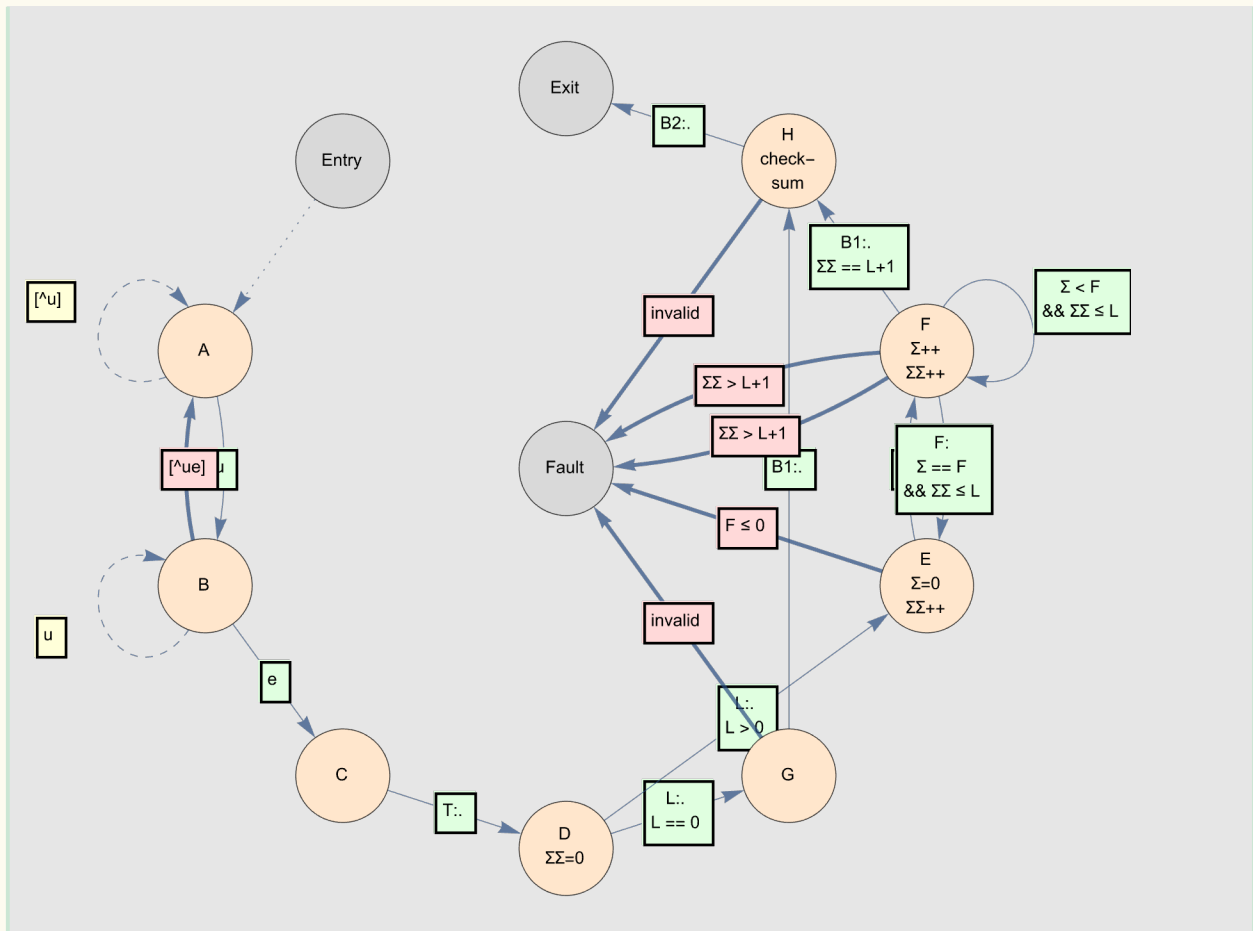 Exit
B2:.
H
check–
sum
Entry
B1:.
ΣΣ == L+1
[^u]
Σ < F
&& ΣΣ ≤ L
invalid
F
Σ++
ΣΣ++
A
ΣΣ > L+1
ΣΣ > L+1
F:
Σ == F
&& ΣΣ ≤ L
[^ue]
u
Fault
B1:.
F ≤ 0
E
Σ=0
ΣΣ++
B
invalid
u
e
L:.
L > 0
C
G
T:.
L:.
L == 0
D
ΣΣ=0